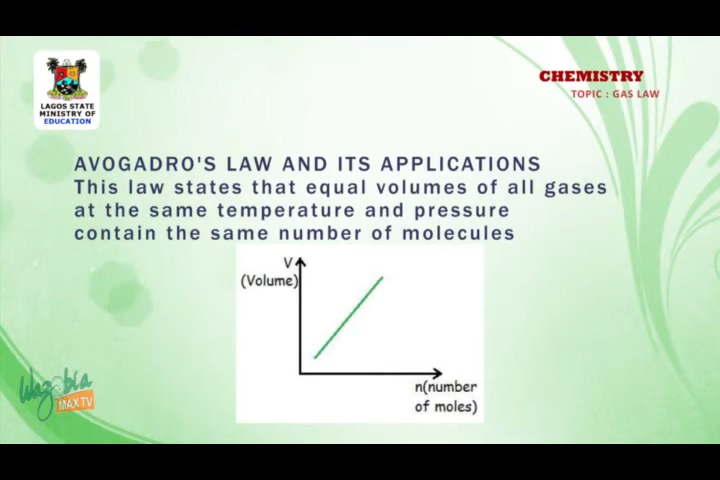 LAGOS STATE
MINISTRY OF
EDUCATION
CHEMISTRY
TOPIC : GAS LAW
AVOGADRO'S LAW AND ITS APPLICATIONS
This law states that equal volumes of all gases
at the same temperature and pressure
contain the same number of molecules
V
(Volume)
n(number
of moles)
Wazobia
MAX TV